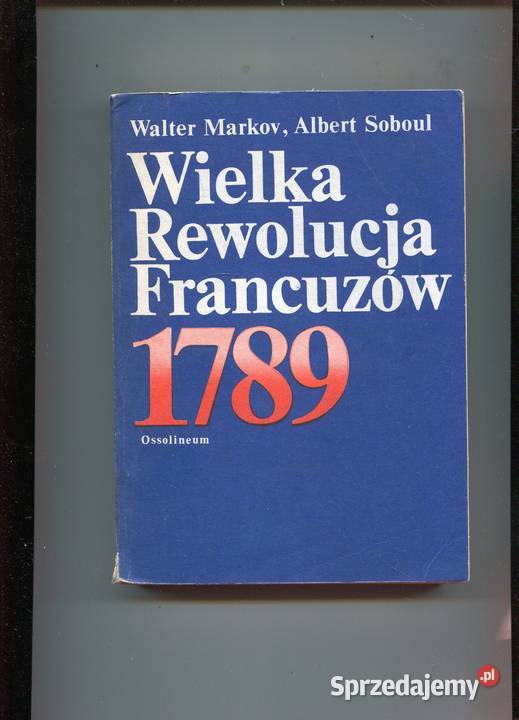 Walter Markov, Albert Soboul
Wielka
Rewolucja
Francuzów
1789
Ossolineum
Sprzedajemy.pl